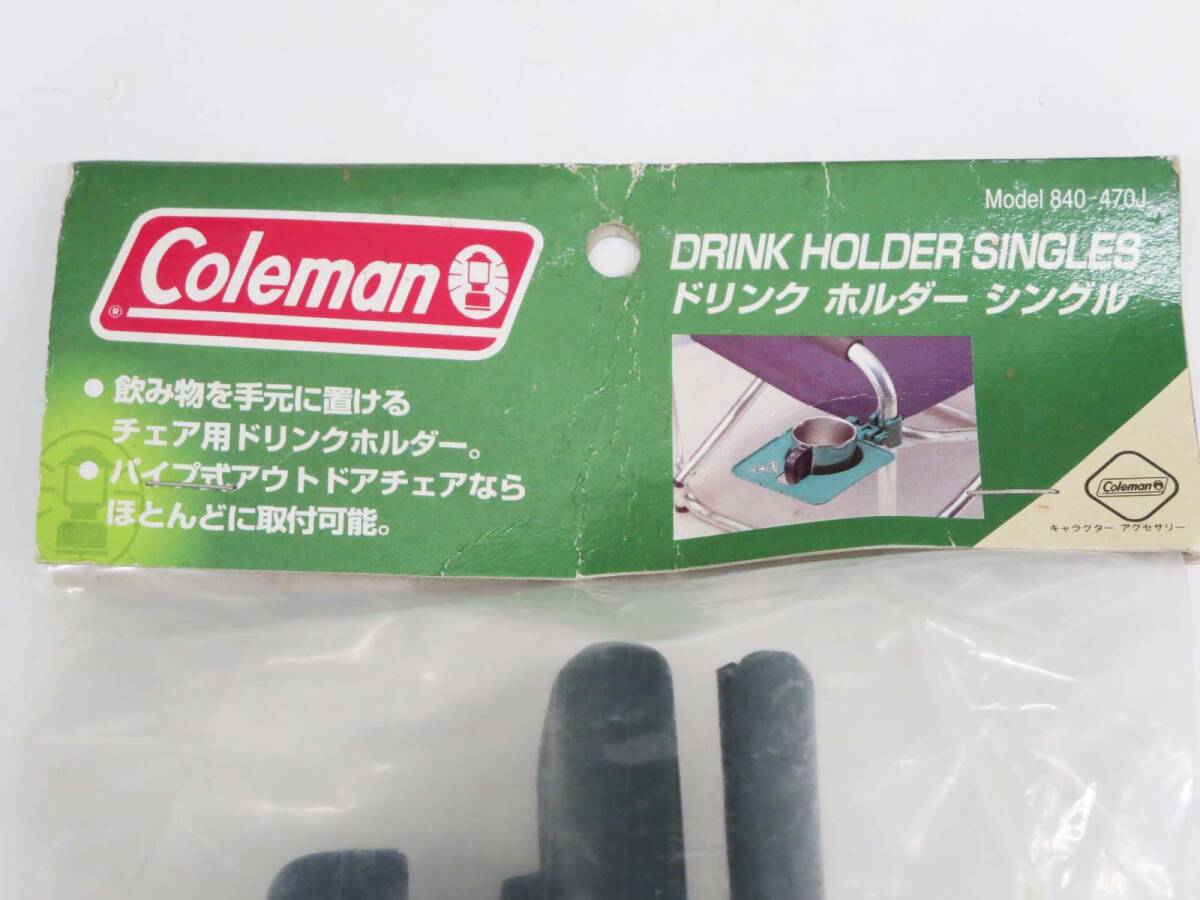 Coleman
®
● 飲み物を手元に置ける
チェア用ドリンクホルダー。
● パイプ式アウトドアチェアなら
ほとんどに取付可能。
Model 840-470J
DRINK HOLDER SINGLES
ドリンク ホルダー シングル
Coleman
キャラクター アクセサリー